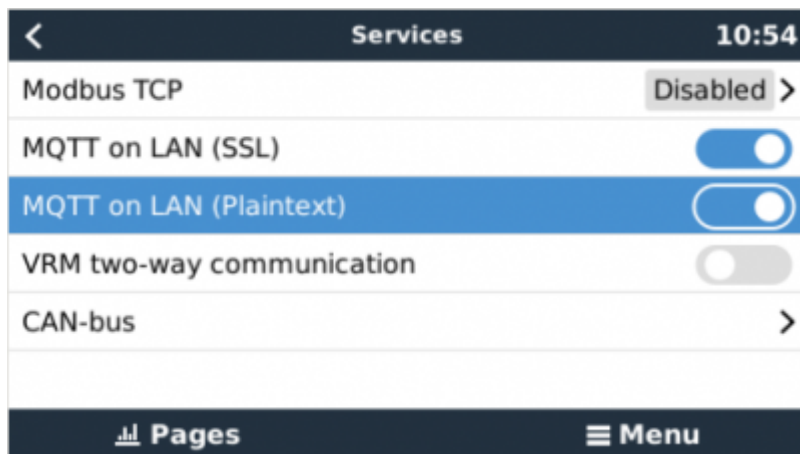 Services 10:54
Modbus TCP Disabled
MQTT on LAN (SSL)
MQTT on LAN (Plaintext)
VRM two-way communication
CAN-bus
Pages Menu